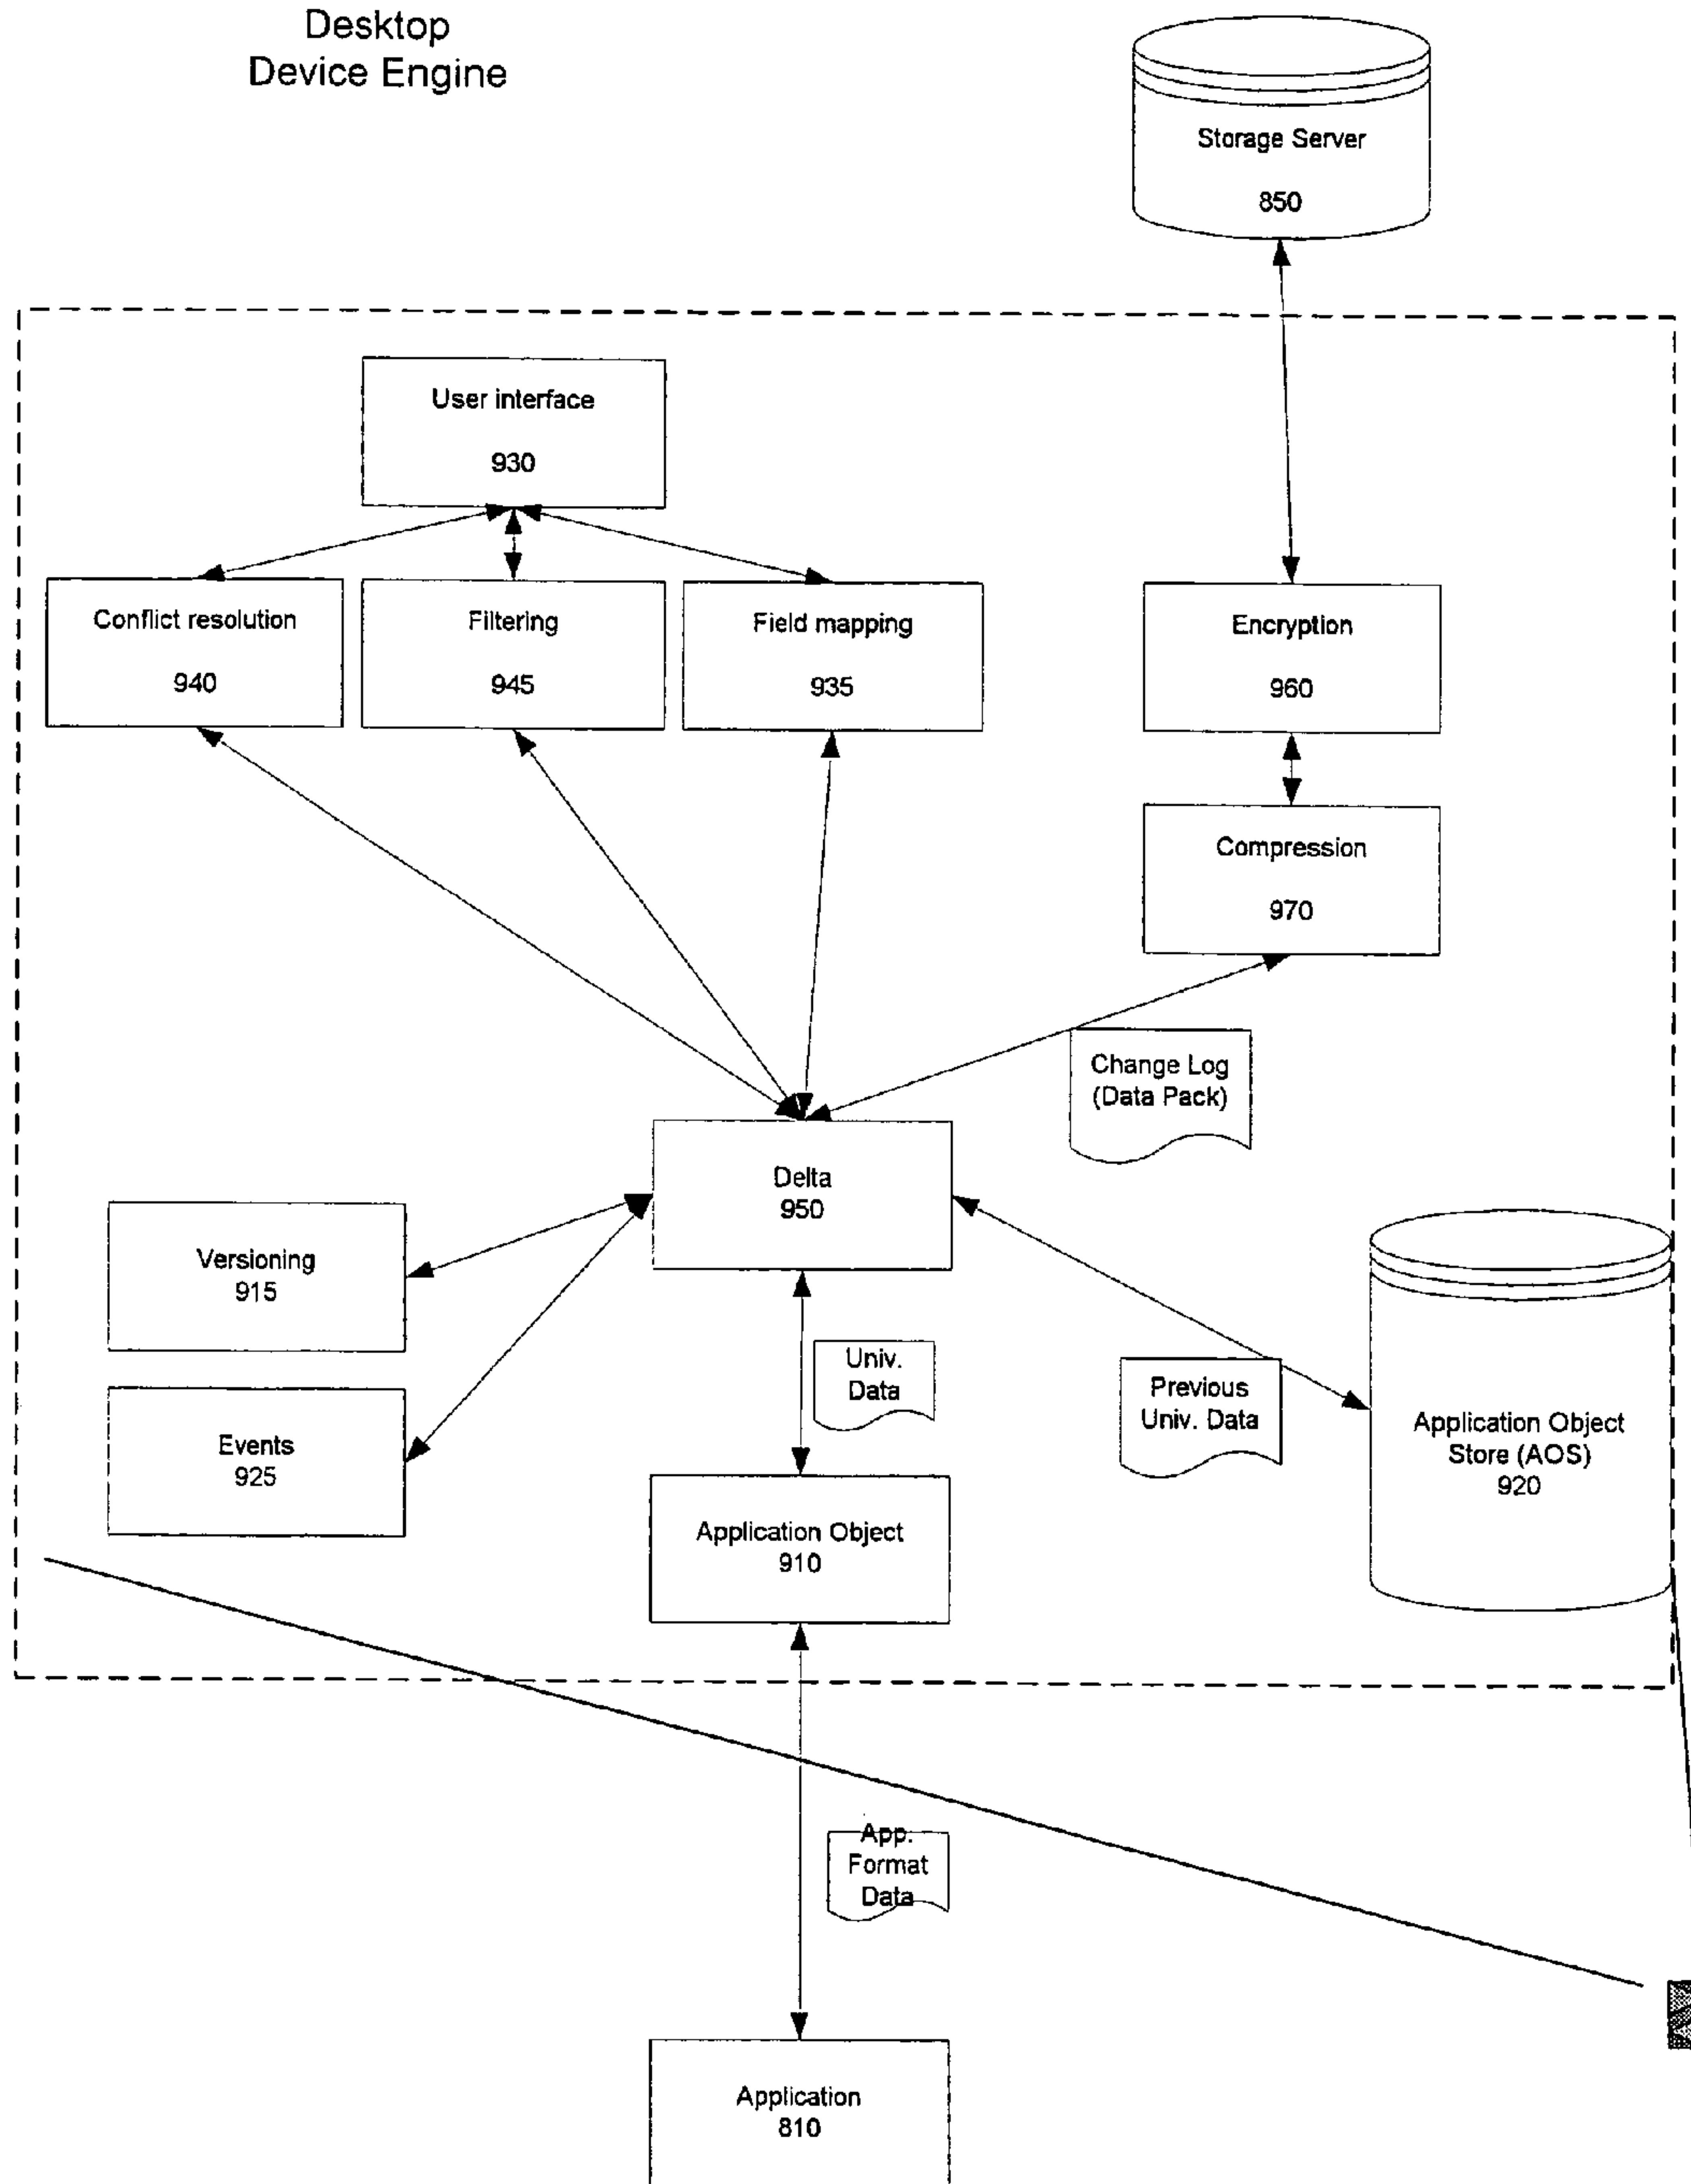 Desktop
Device Engine
Storage Server
850
User interface
930
Conflict resolution
940
Filtering
945
Field mapping
935
Encryption
960
Compression
970
Change Log
(Data Pack)
Delta
950
Versioning
915
Events
925
Univ.
Data
Previous
Univ. Data
Application Object
Store (AOS)
920
Application Object
910
App.
Format
Data
Application
810